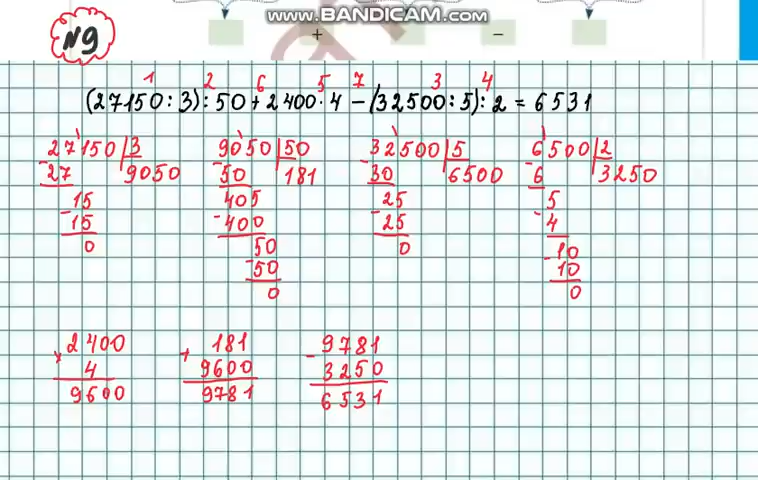 www.BANDICAM.com
+ −
№9
1 2 6 5 7 3 4
(27150:3):50+2400·4−(32500:5):2=6531
27150 3 9050 50 32500 5 6500 2
-27 9050 -50 181 -30 6500 -6 3250
15 405 25 5
-15 -400 -25 -4
0 50 0 10
-50 -10
0 0
2400 181 9781
× 4 + 9600 - 3250
9600 9781 6531